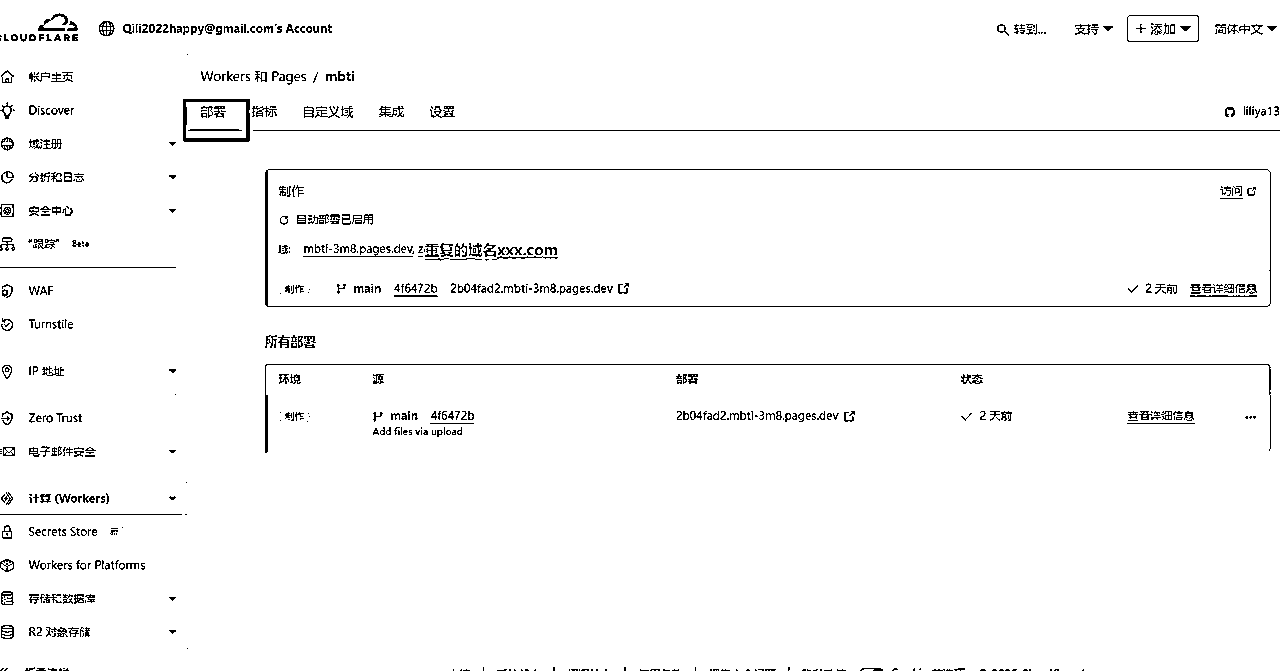 CLOUDFLARE
Qili2022happy@gmail.com's Account
转到...
支持
+ 添加
简体中文
帐户主页
Discover
域注册
分析和日志
安全中心
"跟踪" Beta
WAF
Turnstile
IP 地址
Zero Trust
电子邮件安全
计算 (Workers)
Secrets Store
Workers for Platforms
存储和数据库
R2 对象存储
Workers 和 Pages / mbti
部署 指标 自定义域 集成 设置
liliya13
制作 访问
自动部署已启用
域: mbti-3m8.pages.dev, z重复的域名xxx.com
制作: main 4f6472b 2b04fad2.mbti-3m8.pages.dev 2 天前 查看详细信息
所有部署
环境 源 部署 状态
制作: main 4f6472b 2b04fad2.mbti-3m8.pages.dev 2 天前 查看详细信息 ...
Add files via upload